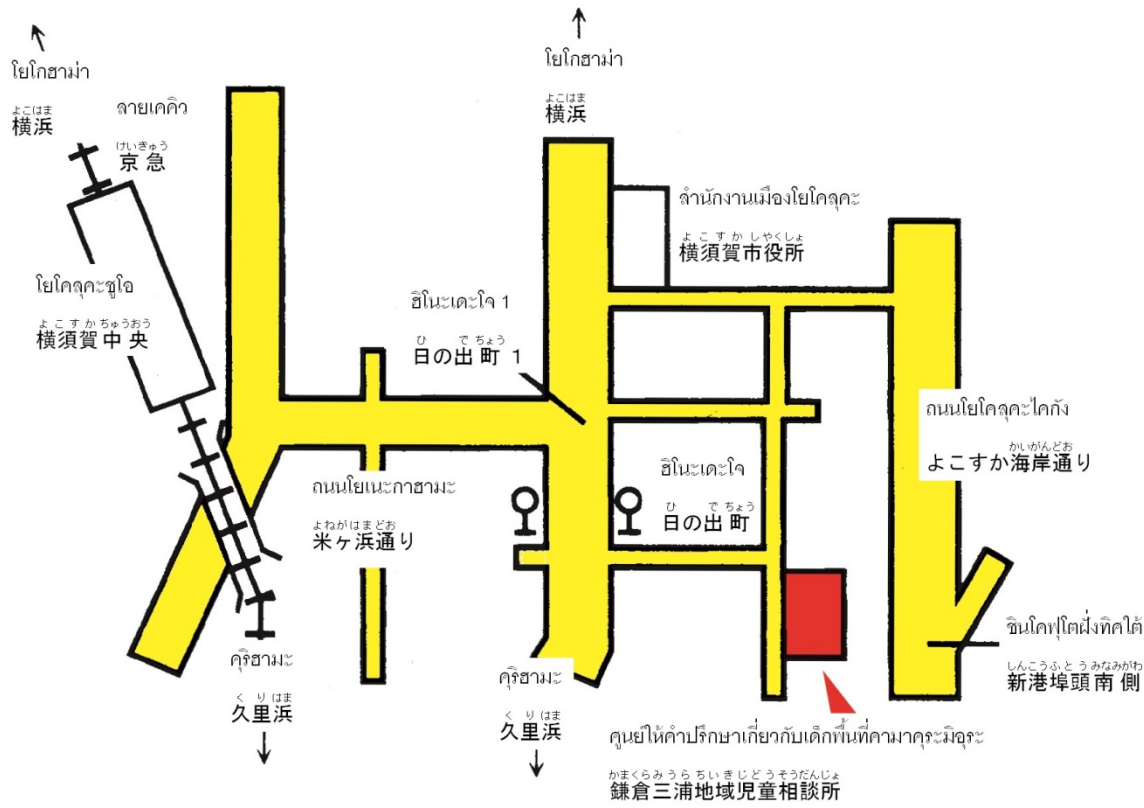 โยโกฮาม่า
よこはま
横浜
สายเคคิว
けいきゅう
京急
โยโกฮาม่า
よこはま
横浜
สำนักงานเมืองโยโคสุคะ
よこすかしやくしょ
横須賀市役所
โยโคสุคะชูโอ
よこすかちゅうおう
横須賀中央
ฮิโนะเดะโจ 1
ひ で ちょう
日の出町 1
ถนนโยโคสุคะไคกัง
かいがんどお
よこすか海岸通り
ฮิโนะเดะโจ
ひ で ちょう
日の出町
ถนนโยเนะกาฮามะ
よねがはまどお
米ヶ浜通り
ชินโคฟุโตฝั่งทิศใต้
しんこうふとうみなみがわ
新港埠頭南側
คุริฮามะ
くりはま
久里浜
คุริฮามะ
くりはま
久里浜
ศูนย์ให้คำปรึกษาเกี่ยวกับเด็กพื้นที่คามาคุระมิอุระ
かまくらみうらちいきじどうそうだんじょ
鎌倉三浦地域児童相談所